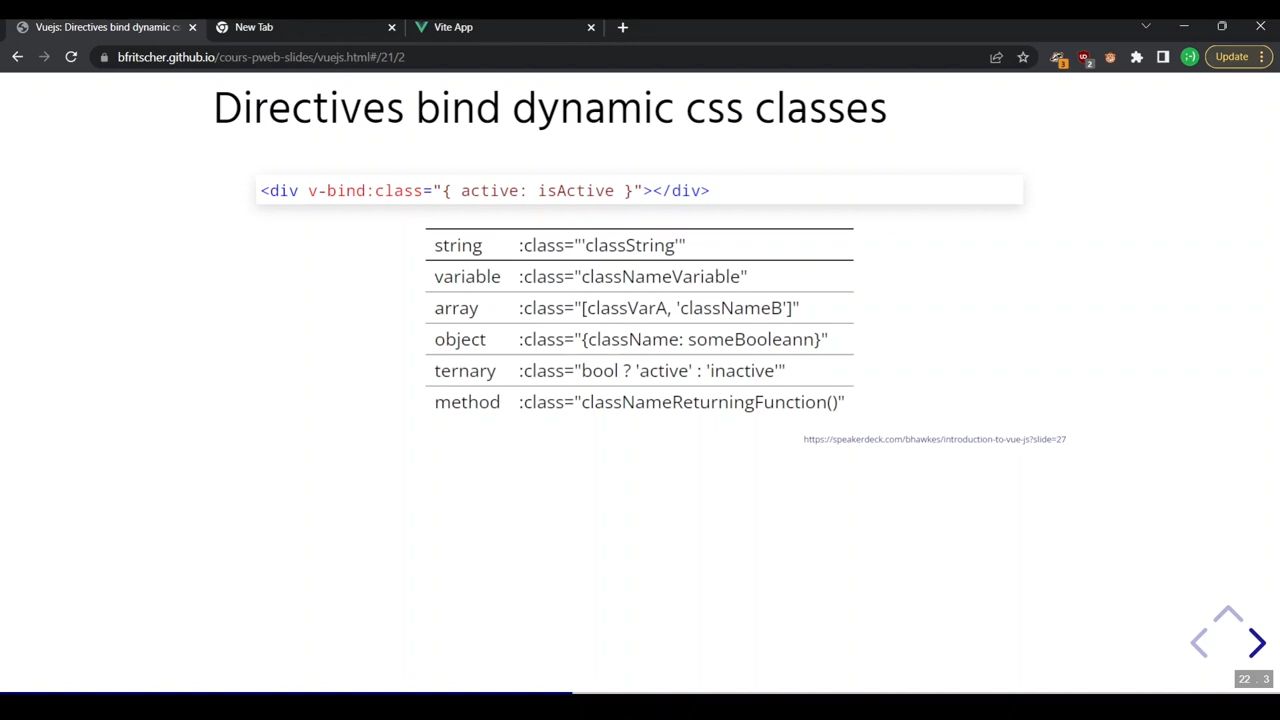 Vuejs: Directives bind dynamic cs
New Tab
Vite App
bfritscher.github.io/cours-pweb-slides/vuejs.html#/21/2
3
2
;-)
Update
Directives bind dynamic css classes
<div v-bind:class="{ active: isActive }"></div>
string :class="'classString'"
variable :class="classNameVariable"
array :class="[classVarA, 'classNameB']"
object :class="{className: someBooleann}"
ternary :class="bool ? 'active' : 'inactive'"
method :class="classNameReturningFunction()"
https://speakerdeck.com/bhawkes/introduction-to-vue-js?slide=27
22 . 3